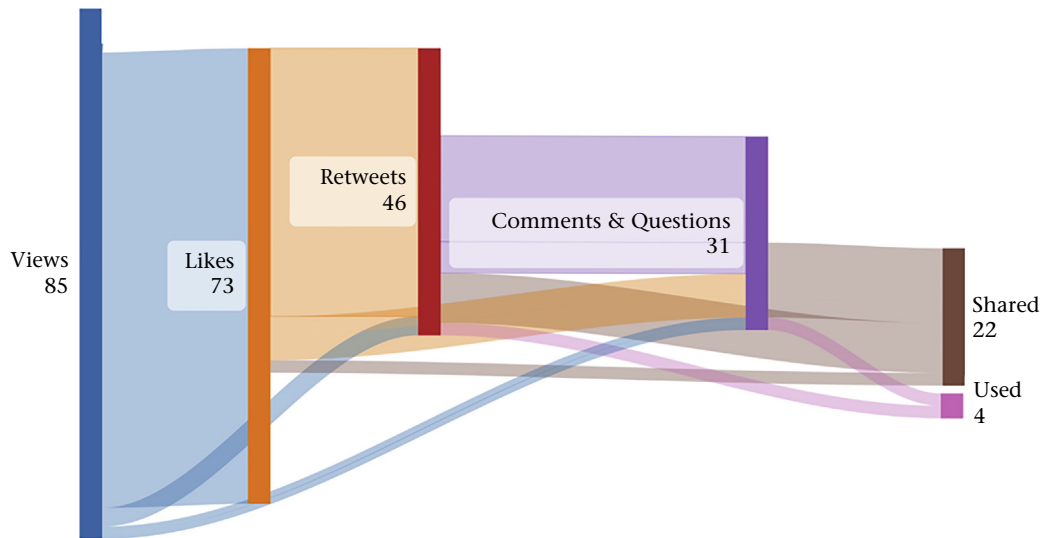 Views
85
Likes
73
Retweets
46
Comments & Questions
31
Shared
22
Used
4